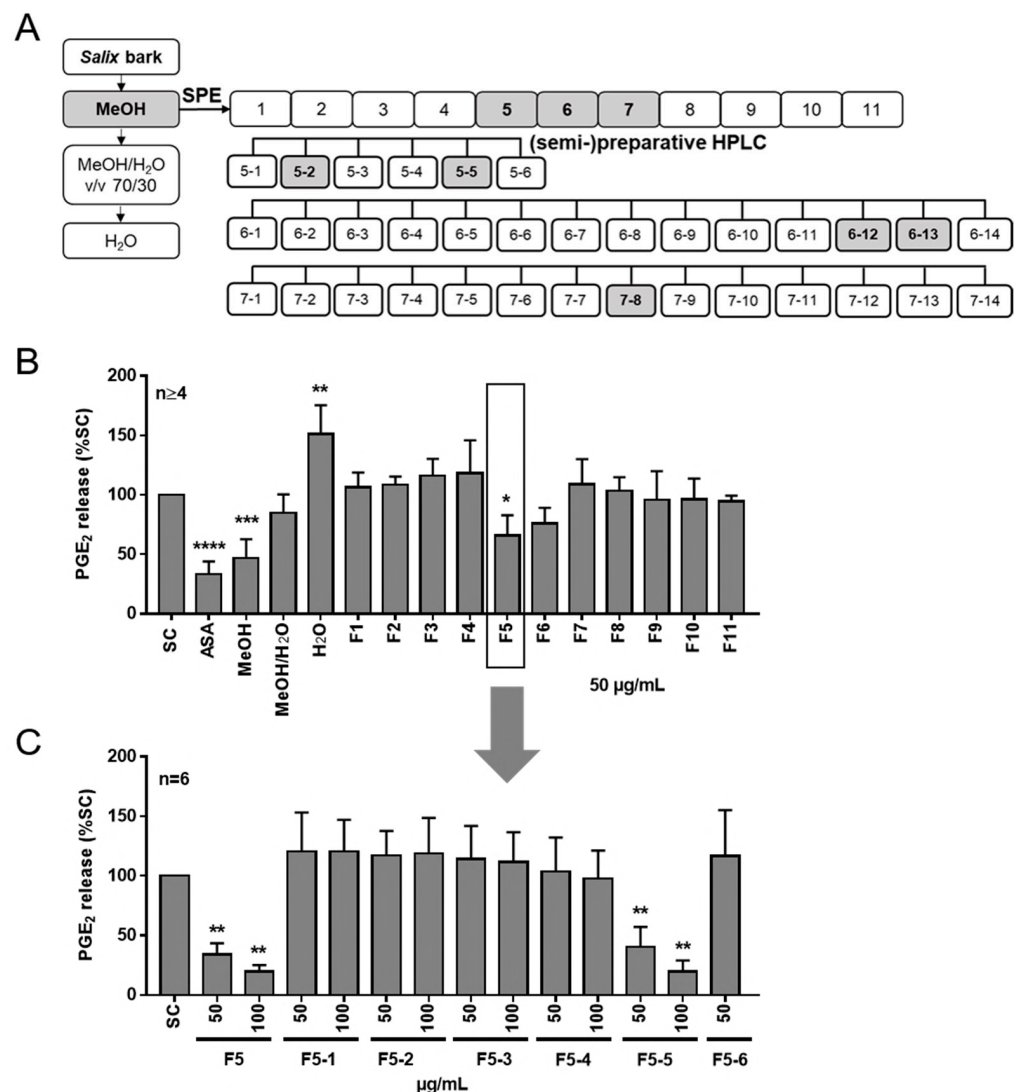 A
Salix bark
MeOH
SPE
1 2 3 4 5 6 7 8 9 10 11
MeOH/H₂O
v/v 70/30
H₂O
(semi-)preparative HPLC
5-1 5-2 5-3 5-4 5-5 5-6
6-1 6-2 6-3 6-4 6-5 6-6 6-7 6-8 6-9 6-10 6-11 6-12 6-13 6-14
7-1 7-2 7-3 7-4 7-5 7-6 7-7 7-8 7-9 7-10 7-11 7-12 7-13 7-14
B
PGE₂ release (%SC)
200
150
100
50
0
n≥4
**** *** ** *
SC ASA MeOH MeOH/H₂O H₂O F1 F2 F3 F4 F5 F6 F7 F8 F9 F10 F11
50 µg/mL
C
PGE₂ release (%SC)
200
150
100
50
0
n=6
** ** ** **
SC 50 100 50 100 50 100 50 100 50 100 50 100 50
F5 F5-1 F5-2 F5-3 F5-4 F5-5 F5-6
µg/mL